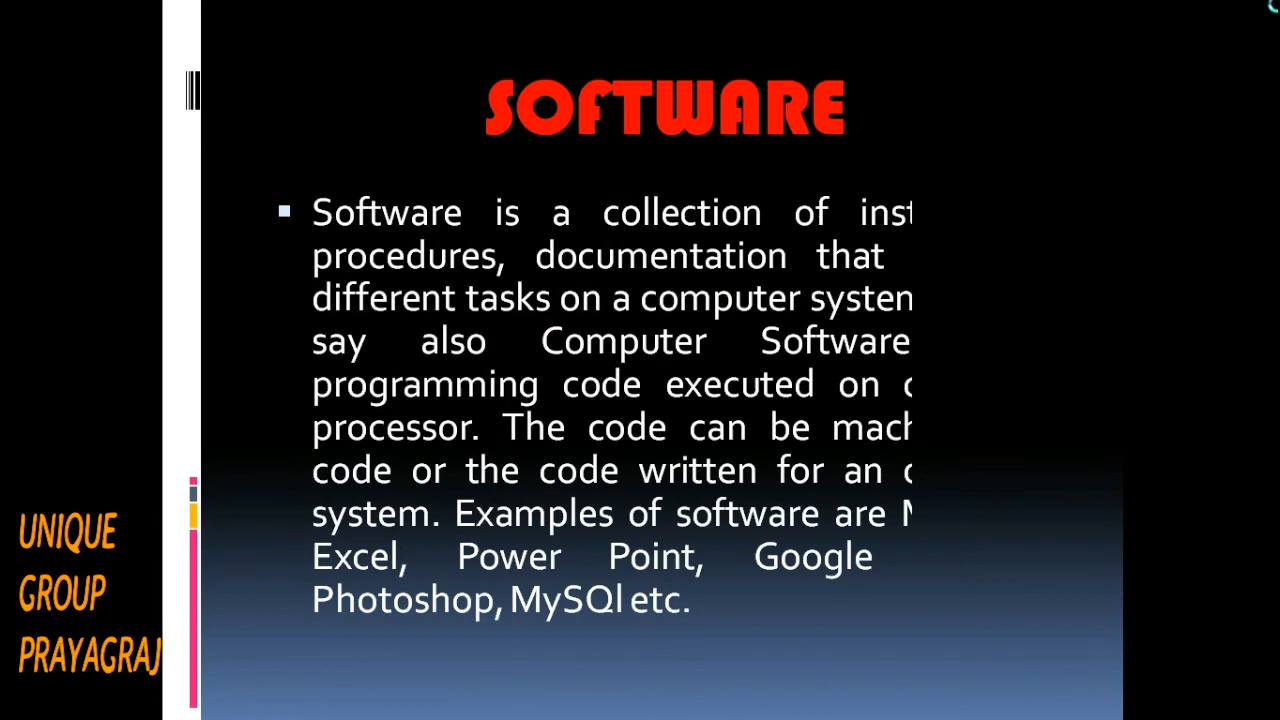 SOFTWARE
Software is a collection of
procedures, documentation that
different tasks on a computer
say also Computer Software
programming code executed on
processor. The code can be
code or the code written for an
system. Examples of software are
Excel, Power Point, Google
Photoshop, MySQl etc.
UNIQUE
GROUP
PRAYAGRAJ